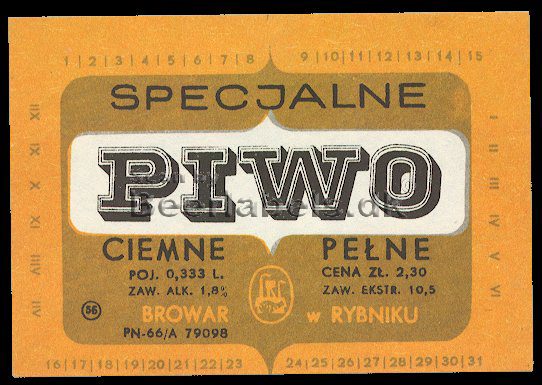 1|2|3|4|5|6|7|8 9|10|11|12|13|14|15
SPECJALNE
PIWO
BeerLabels.dk
CIEMNE PEŁNE
POJ. 0,333 L. CENA ZŁ. 2,30
ZAW. ALK. 1,8% ZAW. EKSTR. 10,5
56 BROWAR w RYBNIKU
PN-66/A 79098
16|17|18|19|20|21|22|23 24|25|26|27|28|29|30|31
VII VIII IX X XI XII
I II III IV V VI